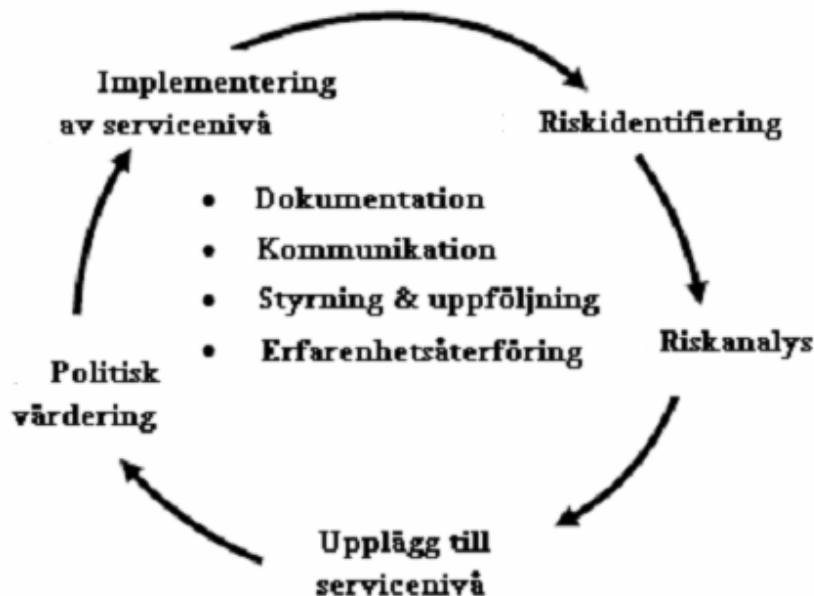 Implementering
av servicenivå
Riskidentifiering
• Dokumentation
• Kommunikation
• Styrning & uppföljning
• Erfarenhetsåterföring
Riskanalys
Politisk
värdering
Upplägg till
servicenivå